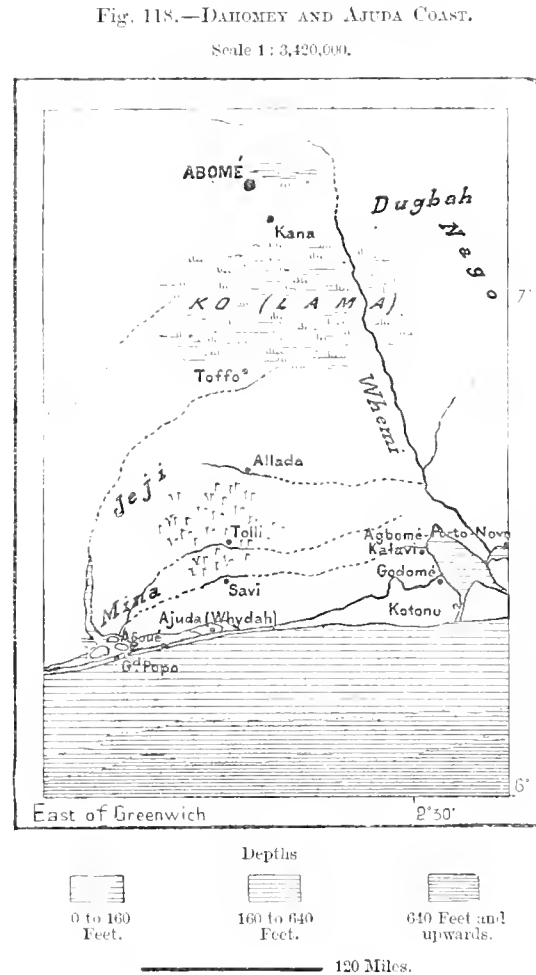 Fig. 118.—Dahomey and Ajuda Coast.
Scale 1 : 3,420,000.
ABOMÉ
Dugbah
Nago
Kana
KO (LAMA)
7°
Toffo
Whemi
Allada
Jeji
Tolli
Agbomé Porto-Novo
Kalavi
Savi
Godomé
Mina
Ajuda (Whydah)
Kotonu
Agoué
Gd. Popo
6°
East of Greenwich
2°30'
Depths
0 to 160
Feet.
160 to 640
Feet.
640 Feet and
upwards.
120 Miles.